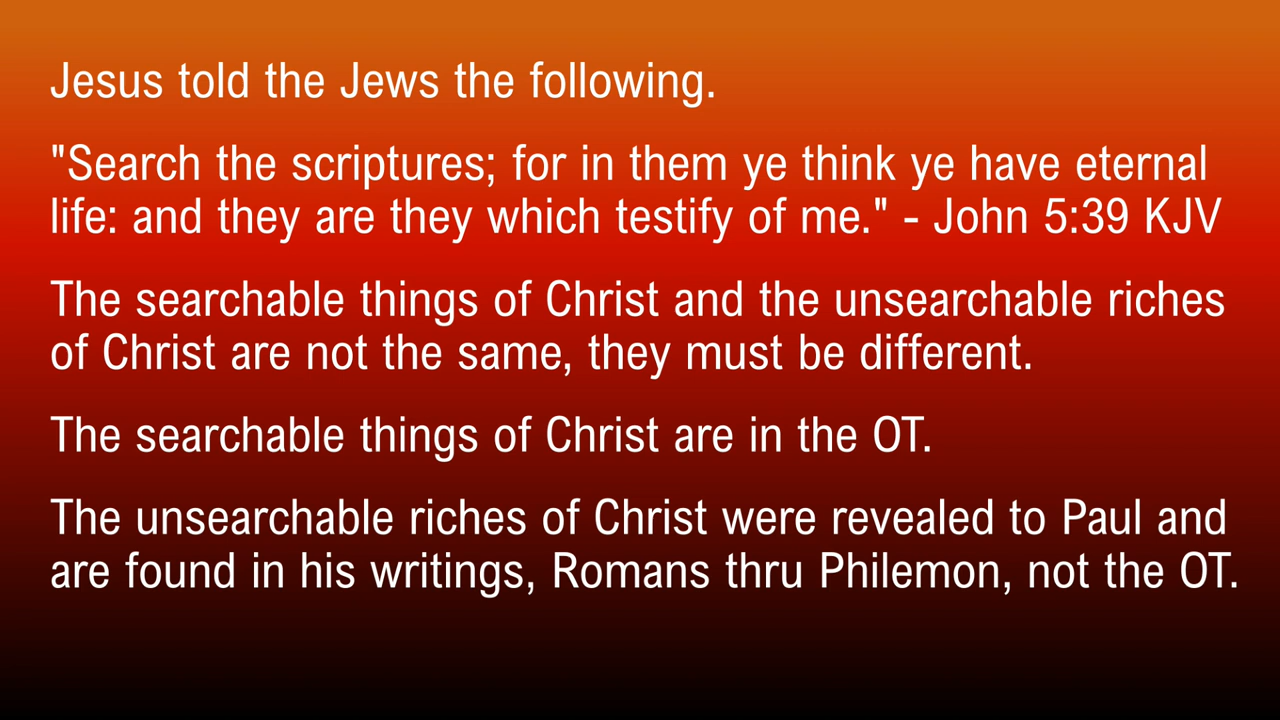 Jesus told the Jews the following.
"Search the scriptures; for in them ye think ye have eternal
life: and they are they which testify of me." - John 5:39 KJV
The searchable things of Christ and the unsearchable riches
of Christ are not the same, they must be different.
The searchable things of Christ are in the OT.
The unsearchable riches of Christ were revealed to Paul and
are found in his writings, Romans thru Philemon, not the OT.